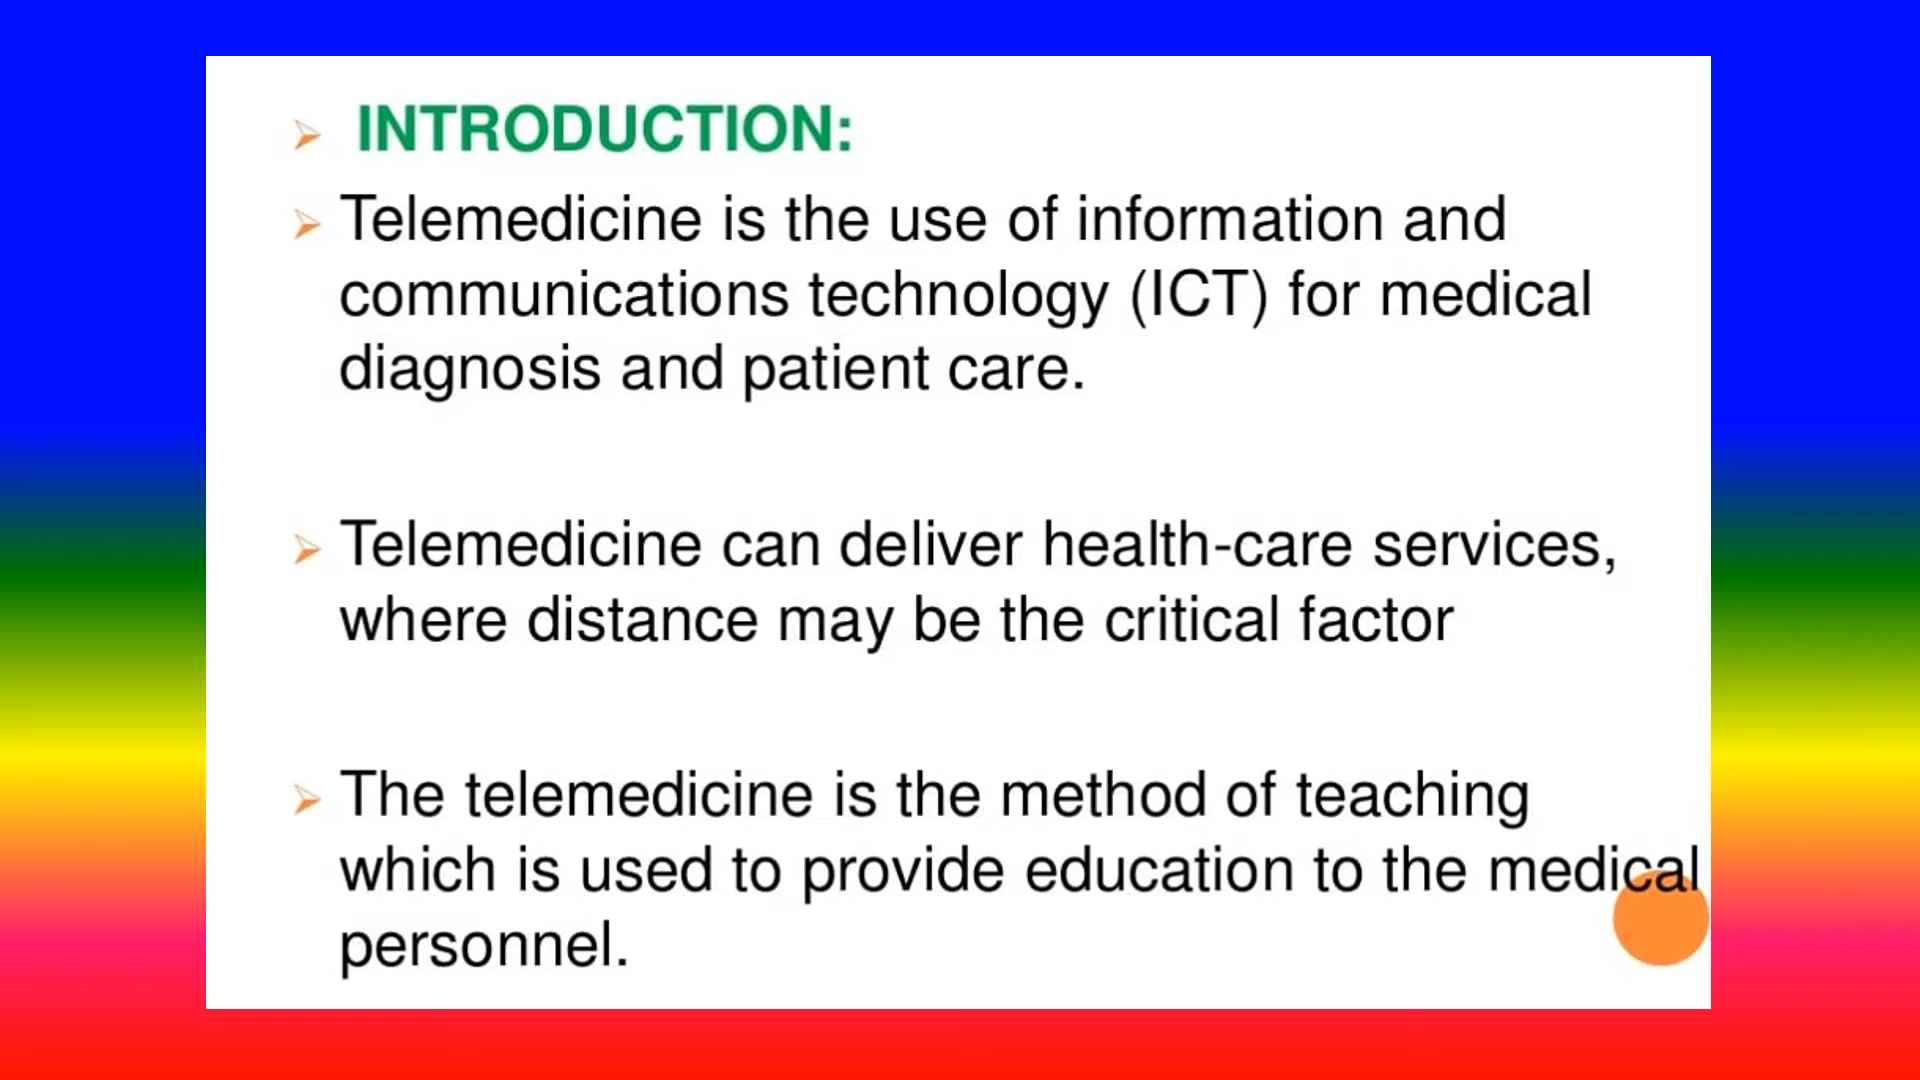 INTRODUCTION:
Telemedicine is the use of information and
communications technology (ICT) for medical
diagnosis and patient care.
Telemedicine can deliver health-care services,
where distance may be the critical factor
The telemedicine is the method of teaching
which is used to provide education to the medical
personnel.